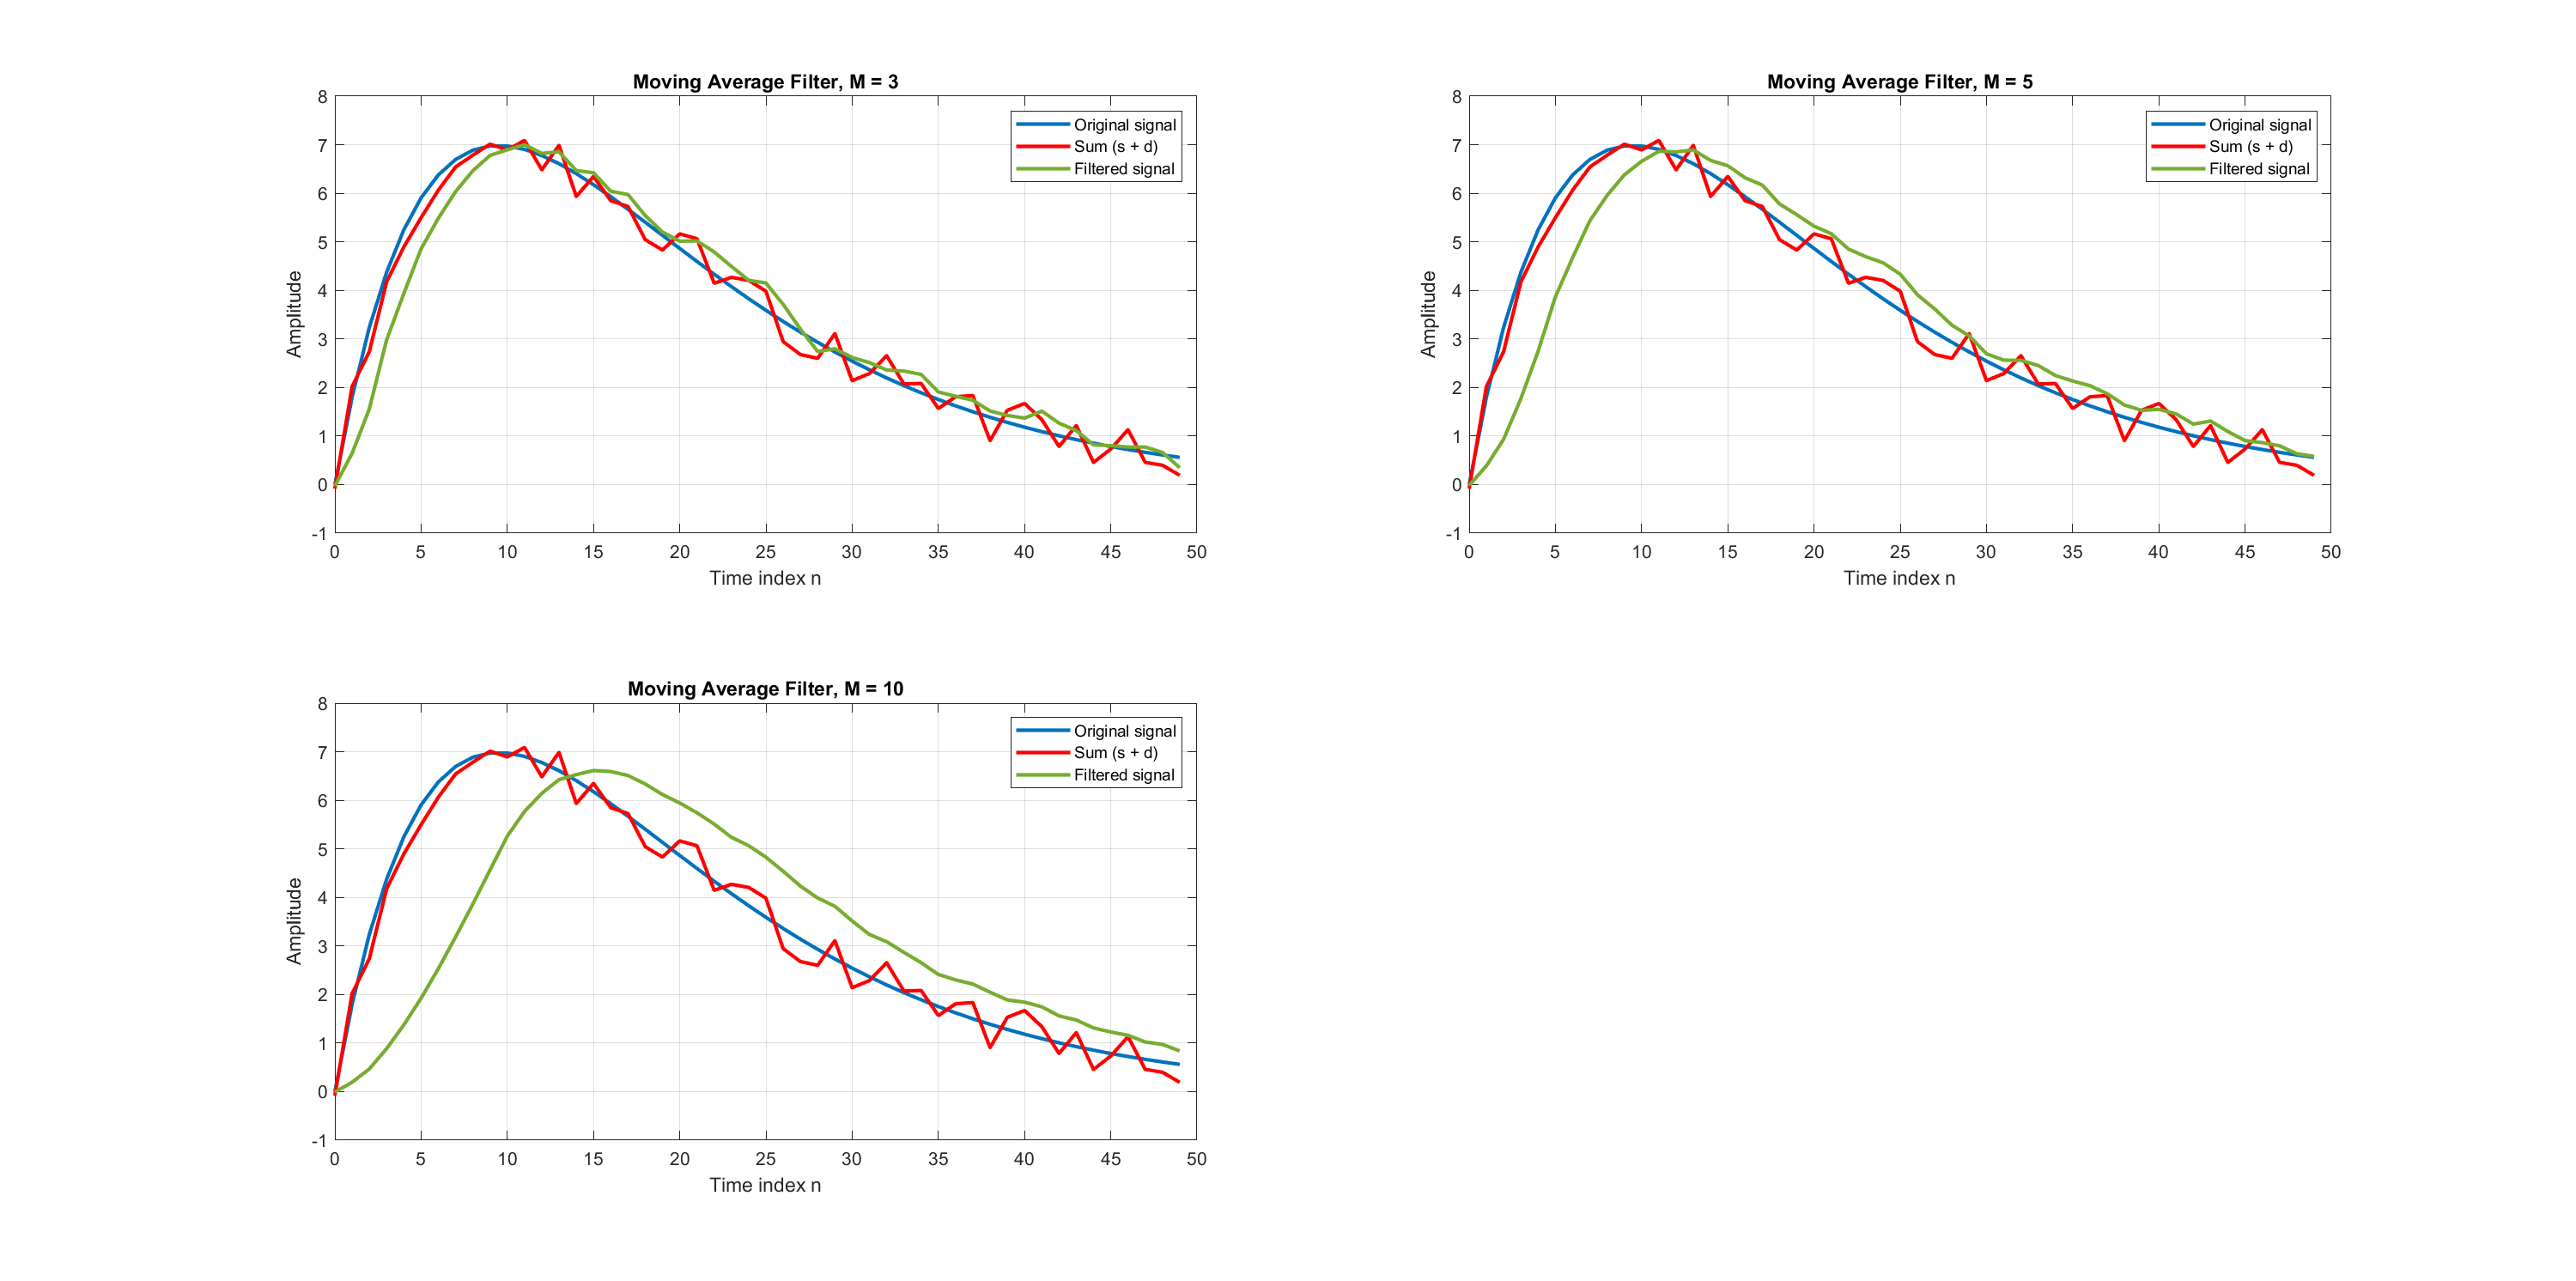 Moving Average Filter, M = 3
8
7
6
5
4
3
2
1
0
-1
Amplitude
Original signal
Sum (s + d)
Filtered signal
0 5 10 15 20 25 30 35 40 45 50
Time index n
Moving Average Filter, M = 5
8
7
6
5
4
3
2
1
0
-1
Amplitude
Original signal
Sum (s + d)
Filtered signal
0 5 10 15 20 25 30 35 40 45 50
Time index n
Moving Average Filter, M = 10
8
7
6
5
4
3
2
1
0
-1
Amplitude
Original signal
Sum (s + d)
Filtered signal
0 5 10 15 20 25 30 35 40 45 50
Time index n